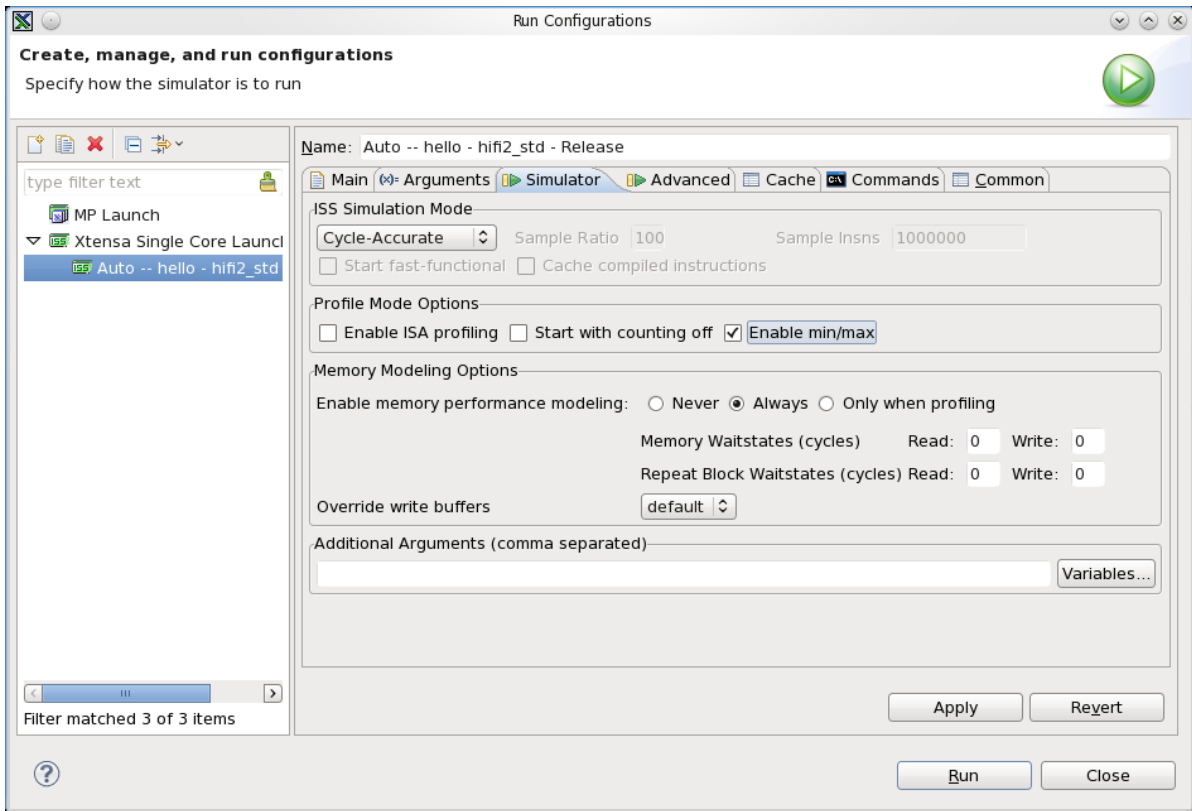 Run Configurations
Create, manage, and run configurations
Specify how the simulator is to run
type filter text
MP Launch
Xtensa Single Core Launcl
ISS Auto -- hello - hifi2_std
Filter matched 3 of 3 items
Name: Auto -- hello - hifi2_std - Release
Main (x)= Arguments Simulator Advanced Cache C:\ Commands Common
ISS Simulation Mode
Cycle-Accurate Sample Ratio 100 Sample Insns 1000000
Start fast-functional Cache compiled instructions
Profile Mode Options
Enable ISA profiling Start with counting off Enable min/max
Memory Modeling Options
Enable memory performance modeling: Never Always Only when profiling
Memory Waitstates (cycles) Read: 0 Write: 0
Repeat Block Waitstates (cycles) Read: 0 Write: 0
Override write buffers default
Additional Arguments (comma separated)
Variables...
Apply Revert
? Run Close